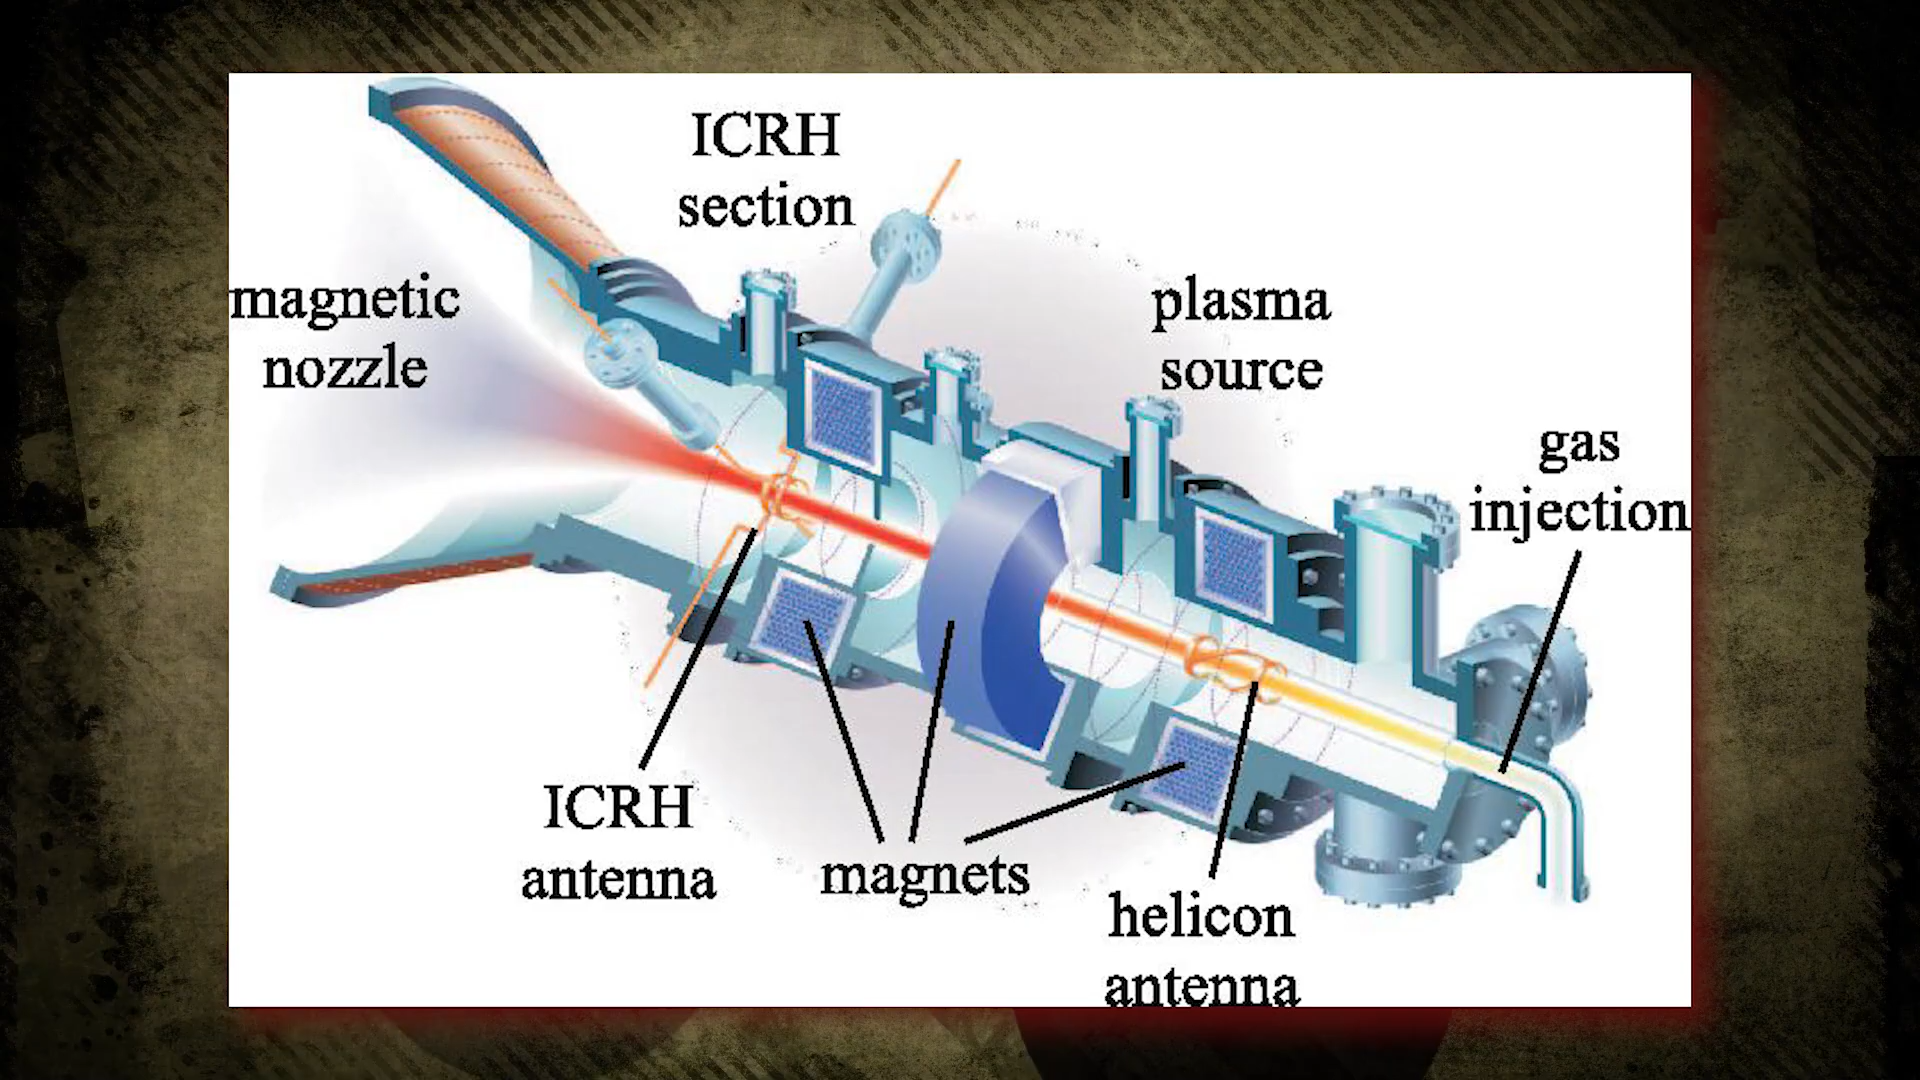 ICRH
section
magnetic
nozzle
plasma
source
gas
injection
ICRH
antenna
magnets
helicon
antenna